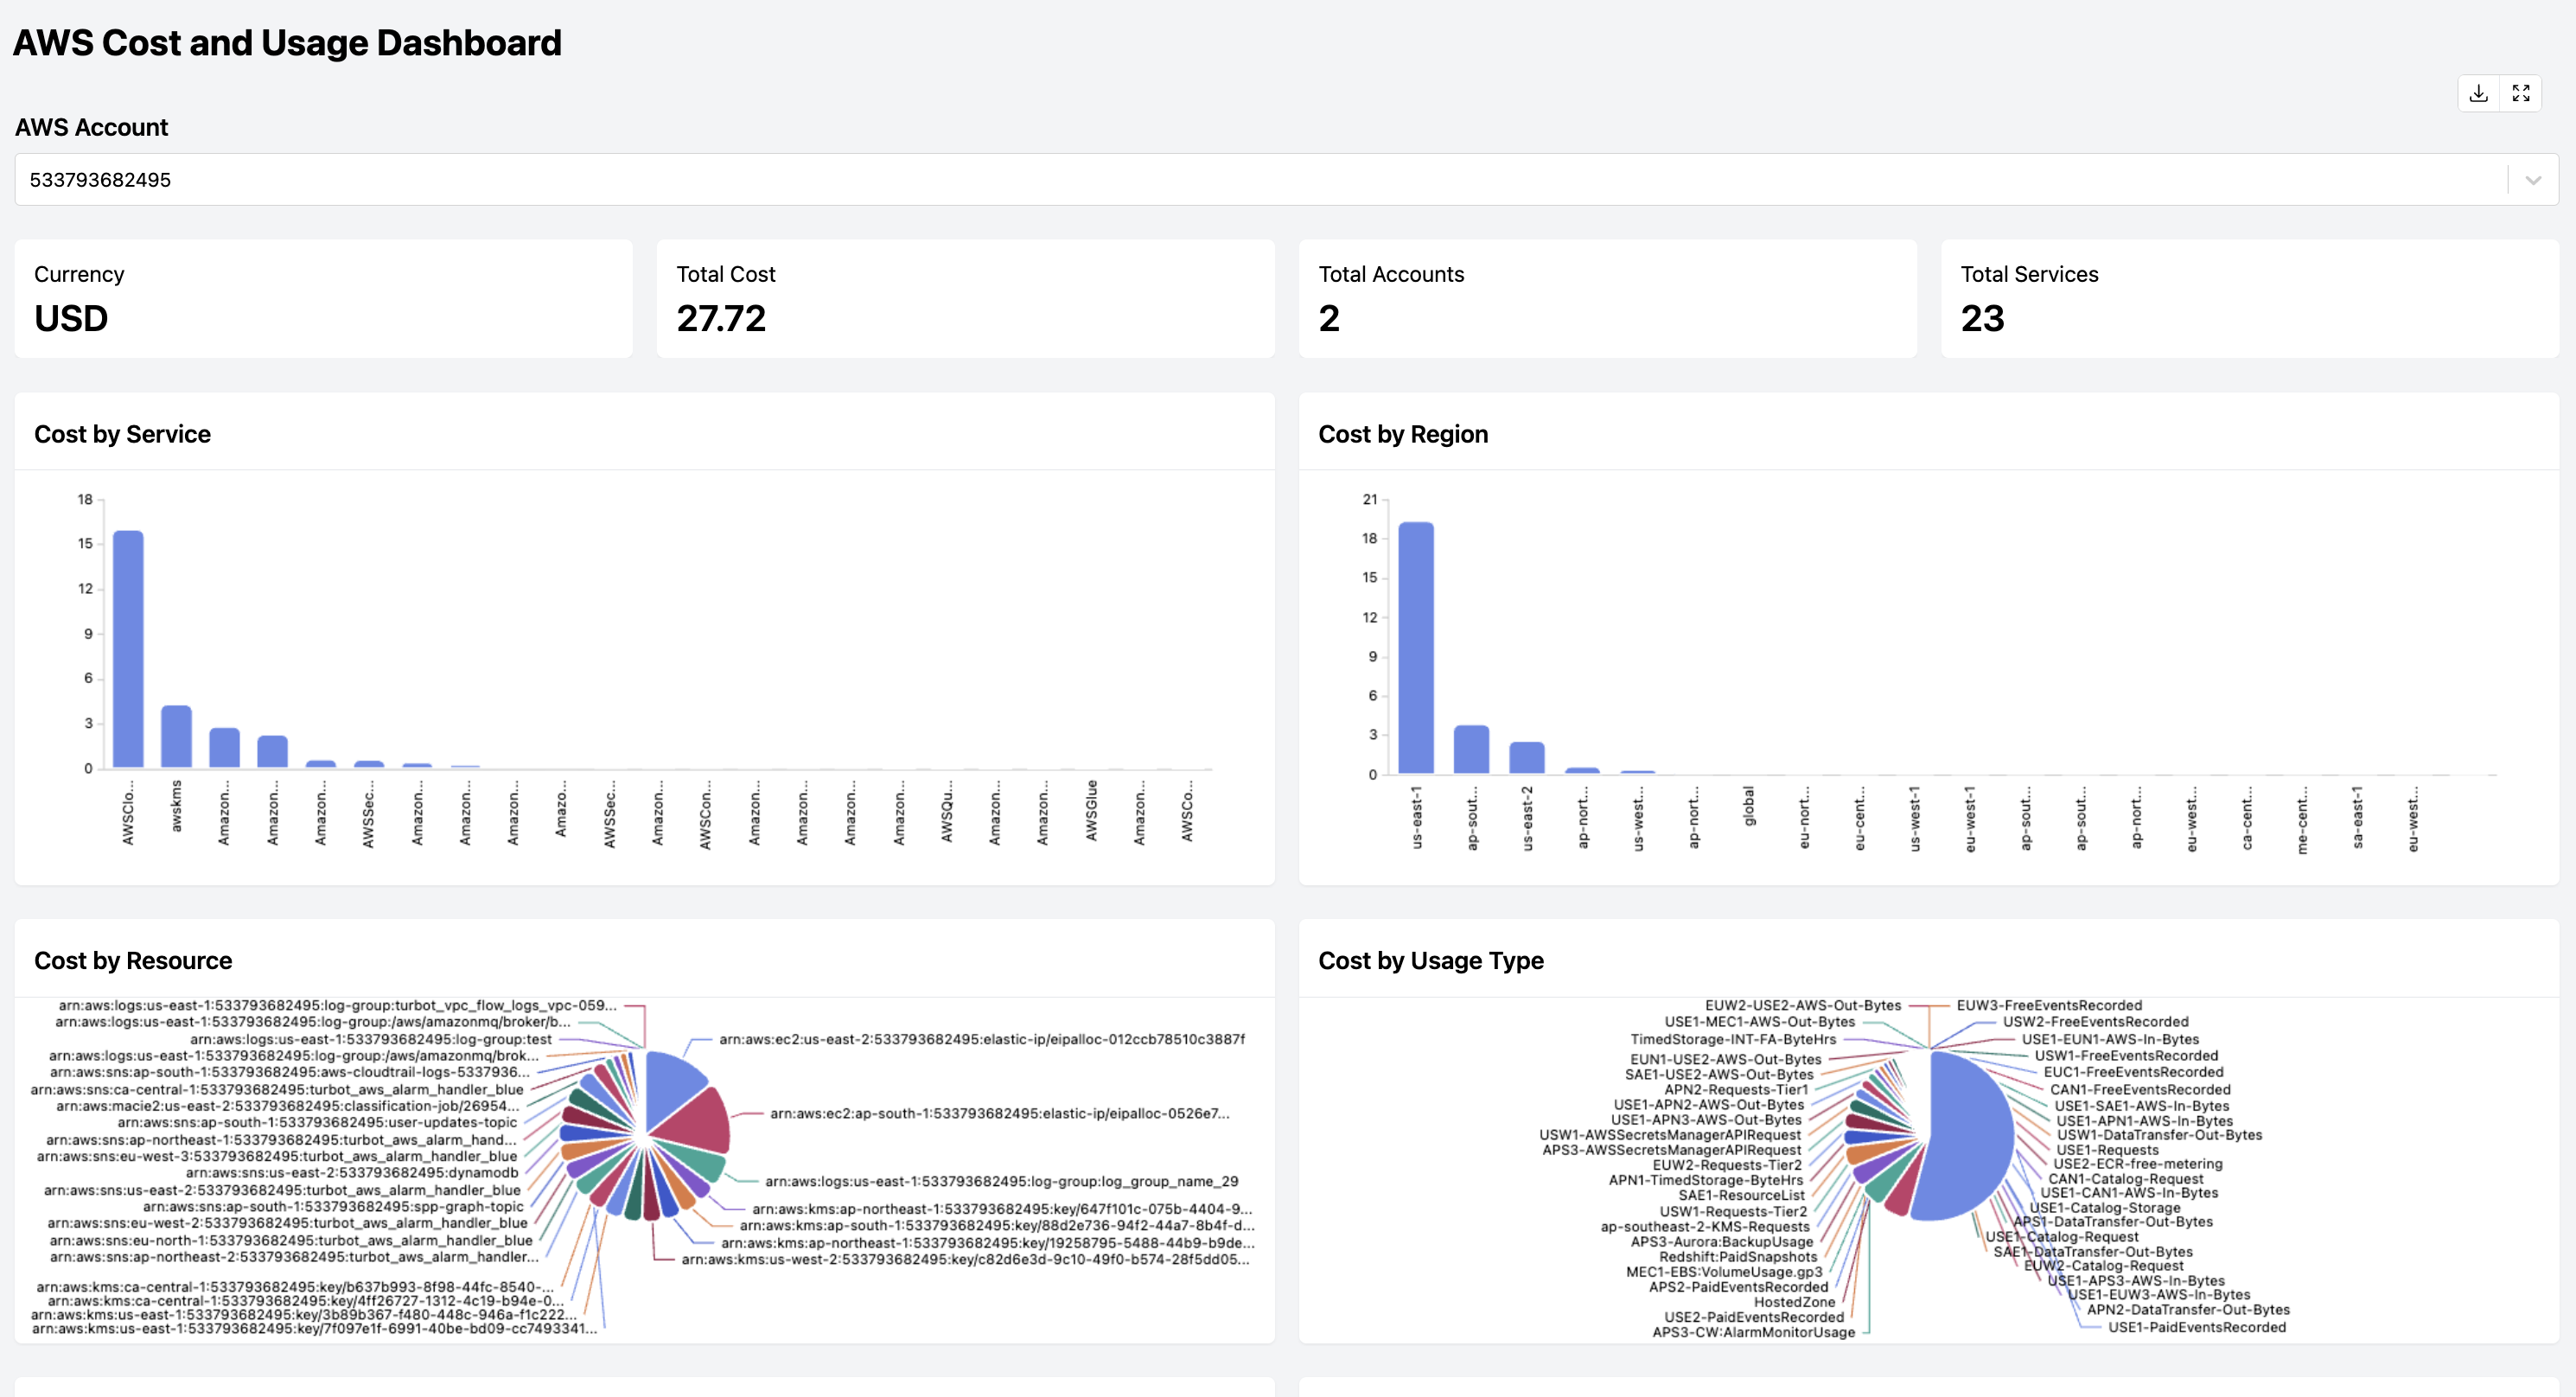 AWS Cost and Usage Dashboard
AWS Account
533793682495
Currency
USD
Total Cost
27.72
Total Accounts
2
Total Services
23
Cost by Service
18
15
12
9
6
3
0
AWSClo...
awskms
Amazon...
Amazon...
Amazon...
AWSSec...
Amazon...
Amazon...
Amazon...
Amazo...
AWSSec...
Amazon...
AWSCon...
Amazon...
Amazon...
Amazon...
Amazon...
AWSQu...
Amazon...
Amazon...
AWSGlue
Amazon...
AWSCo...
Cost by Region
21
18
15
12
9
6
3
0
us-east-1
ap-sout...
us-east-2
ap-nort...
us-west...
ap-nort...
global
eu-nort...
eu-cent...
us-west-1
eu-west-1
ap-sout...
ap-sout...
ap-nort...
eu-west...
ca-cent...
me-cent...
sa-east-1
eu-west...
Cost by Resource
arn:aws:logs:us-east-1:533793682495:log-group:turbot_vpc_flow_logs_vpc-059...
arn:aws:logs:us-east-1:533793682495:log-group:/aws/amazonmq/broker/b...
arn:aws:logs:us-east-1:533793682495:log-group:test
arn:aws:logs:us-east-1:533793682495:log-group:/aws/amazonmq/brok...
arn:aws:sns:ap-south-1:533793682495:aws-cloudtrail-logs-5337936...
arn:aws:sns:ca-central-1:533793682495:turbot_aws_alarm_handler_blue
arn:aws:macie2:us-east-2:533793682495:classification-job/26954...
arn:aws:sns:ap-south-1:533793682495:user-updates-topic
arn:aws:sns:ap-northeast-1:533793682495:turbot_aws_alarm_hand...
arn:aws:sns:eu-west-3:533793682495:turbot_aws_alarm_handler_blue
arn:aws:sns:us-east-2:533793682495:dynamodb
arn:aws:sns:us-east-2:533793682495:turbot_aws_alarm_handler_blue
arn:aws:sns:ap-south-1:533793682495:spp-graph-topic
arn:aws:sns:eu-west-2:533793682495:turbot_aws_alarm_handler_blue
arn:aws:sns:eu-north-1:533793682495:turbot_aws_alarm_handler_blue
arn:aws:sns:ap-northeast-2:533793682495:turbot_aws_alarm_handler...
arn:aws:kms:ca-central-1:533793682495:key/b637b993-8f98-44fc-8540-...
arn:aws:kms:ca-central-1:533793682495:key/4ff26727-1312-4c19-b94e-0...
arn:aws:kms:us-east-1:533793682495:key/3b89b367-f480-448c-946a-f1c222...
arn:aws:kms:us-east-1:533793682495:key/7f097e1f-6991-40be-bd09-cc7493341...
arn:aws:ec2:us-east-2:533793682495:elastic-ip/eipalloc-012ccb78510c3887f
arn:aws:ec2:ap-south-1:533793682495:elastic-ip/eipalloc-0526e7...
arn:aws:logs:us-east-1:533793682495:log-group:log_group_name_29
arn:aws:kms:ap-northeast-1:533793682495:key/647f101c-075b-4404-9...
arn:aws:kms:ap-south-1:533793682495:key/88d2e736-94f2-44a7-8b4f-d...
arn:aws:kms:ap-northeast-1:533793682495:key/19258795-5488-44b9-b9de...
arn:aws:kms:us-west-2:533793682495:key/c82d6e3d-9c10-49f0-b574-28f5dd05...
Cost by Usage Type
EUW2-USE2-AWS-Out-Bytes
USE1-MEC1-AWS-Out-Bytes
TimedStorage-INT-FA-ByteHrs
EUN1-USE2-AWS-Out-Bytes
SAE1-USE2-AWS-Out-Bytes
APN2-Requests-Tier1
USE1-APN2-AWS-Out-Bytes
USE1-APN3-AWS-Out-Bytes
USW1-AWSSecretsManagerAPIRequest
APS3-AWSSecretsManagerAPIRequest
EUW2-Requests-Tier2
APN1-TimedStorage-ByteHrs
SAE1-ResourceList
USW1-Requests-Tier2
ap-southeast-2-KMS-Requests
APS3-Aurora:BackupUsage
Redshift:PaidSnapshots
MEC1-EBS:VolumeUsage.gp3
APS2-PaidEventsRecorded
HostedZone
USE2-PaidEventsRecorded
APS3-CW:AlarmMonitorUsage
EUW3-FreeEventsRecorded
USW2-FreeEventsRecorded
USE1-EUN1-AWS-In-Bytes
USW1-FreeEventsRecorded
EUC1-FreeEventsRecorded
CAN1-FreeEventsRecorded
USE1-SAE1-AWS-In-Bytes
USE1-APN1-AWS-In-Bytes
USW1-DataTransfer-Out-Bytes
USE1-Requests
USE2-ECR-free-metering
CAN1-Catalog-Request
USE1-CAN1-AWS-In-Bytes
USE1-Catalog-Storage
APS1-DataTransfer-Out-Bytes
USE1-Catalog-Request
SAE1-DataTransfer-Out-Bytes
EUW2-Catalog-Request
USE1-APS3-AWS-In-Bytes
USE1-EUW3-AWS-In-Bytes
APN2-DataTransfer-Out-Bytes
USE1-PaidEventsRecorded